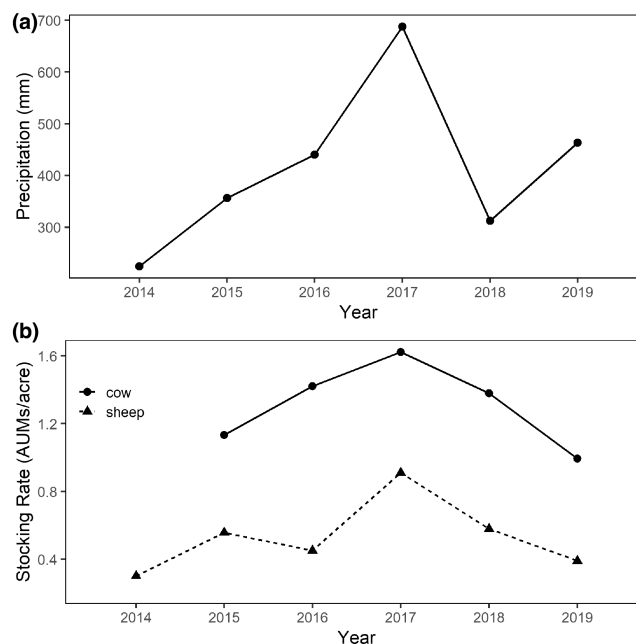 (a)
Precipitation (mm)
700
600
500
400
300
2014 2015 2016 2017 2018 2019
Year
(b)
Stocking Rate (AUMs/acre)
1.6
1.2
0.8
0.4
cow
sheep
2014 2015 2016 2017 2018 2019
Year